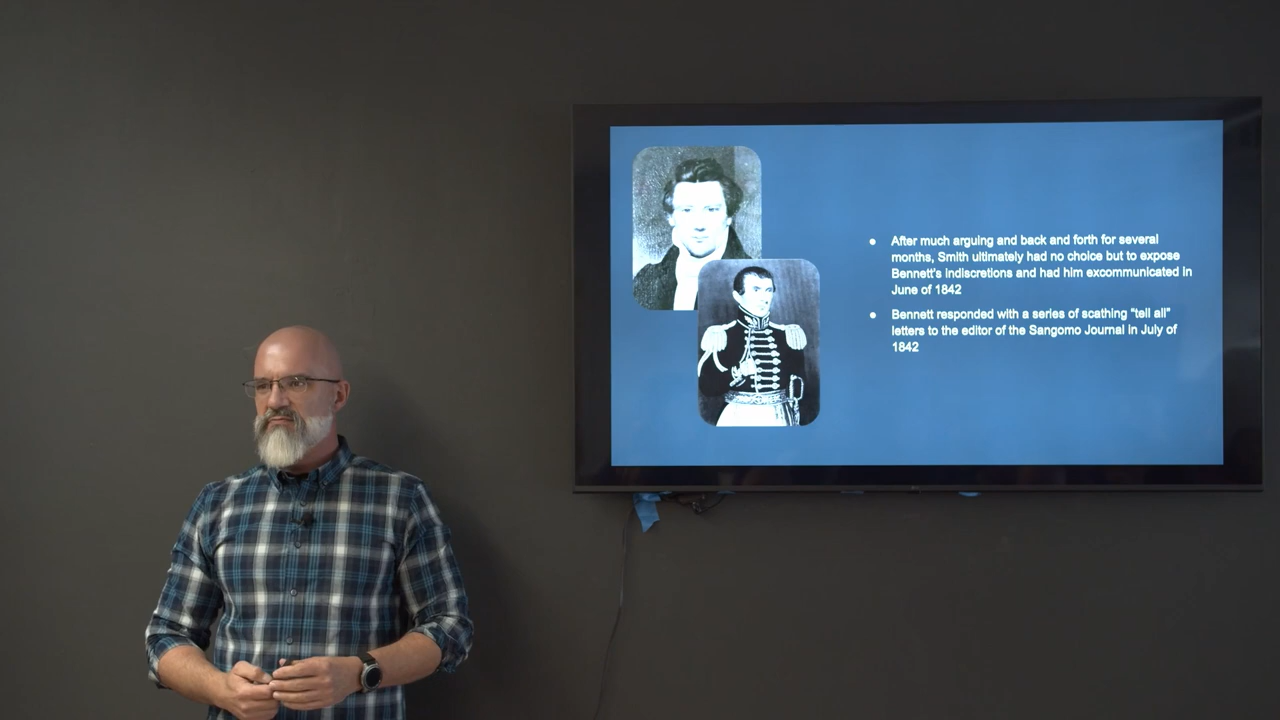 After much arguing and back and forth for several
months, Smith ultimately had no choice but to expose
Bennett's indiscretions and had him excommunicated in
June of 1842
Bennett responded with a series of scathing "tell all"
letters to the editor of the Sangomo Journal in July of
1842